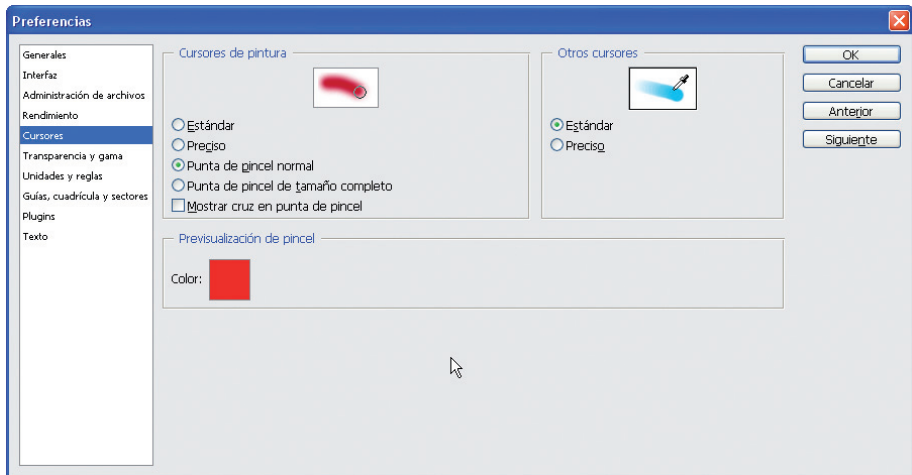 Preferencias
Generales
Interfaz
Administración de archivos
Rendimiento
Cursores
Transparencia y gama
Unidades y reglas
Guías, cuadrícula y sectores
Plugins
Texto
Cursores de pintura
Estándar
Preciso
Punta de pincel normal
Punta de pincel de tamaño completo
Mostrar cruz en punta de pincel
Otros cursores
Estándar
Preciso
Previsualización de pincel
Color:
OK
Cancelar
Anterior
Siguiente